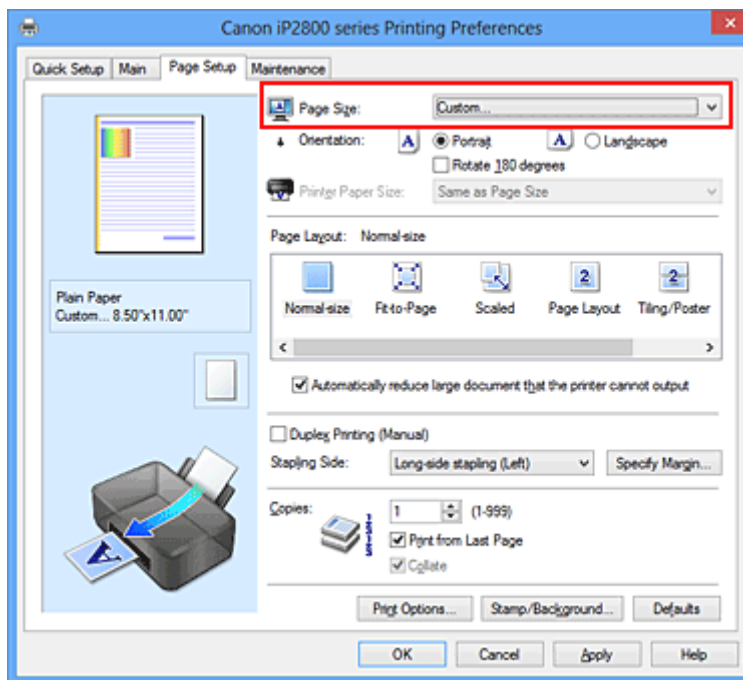 Canon iP2800 series Printing Preferences
Quick Setup Main Page Setup Maintenance
Page Size: Custom...
Orientation: A Portrait A Landscape
Rotate 180 degrees
Printer Paper Size: Same as Page Size
Page Layout: Normal-size
2 2
Normal-size Fit-to-Page Scaled Page Layout Tiling/Poster
Plain Paper
Custom... 8.50"x11.00"
Automatically reduce large document that the printer cannot output
Duplex Printing (Manual)
Stapling Side: Long-side stapling (Left) Specify Margin...
Copies: 1 (1-999)
Print from Last Page
Collate
A
Print Options... Stamp/Background... Defaults
OK Cancel Apply Help